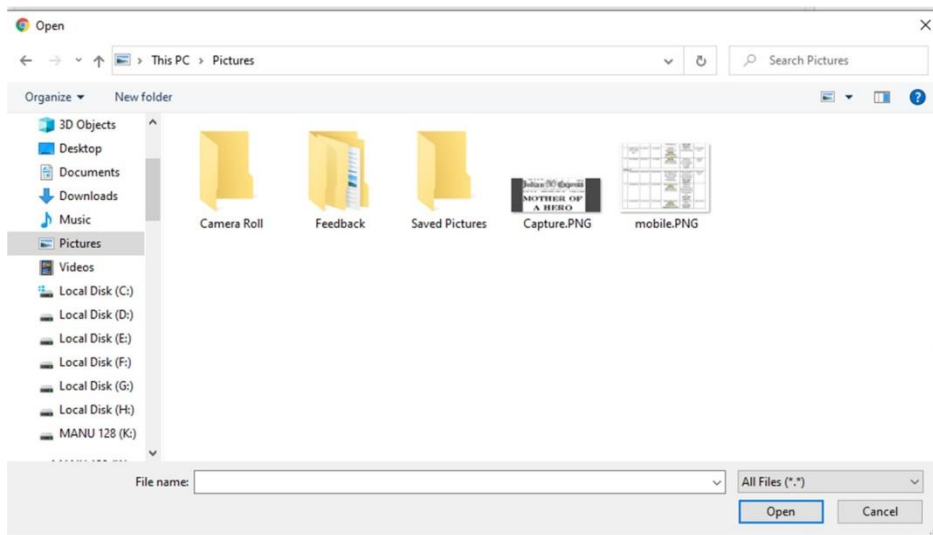 Open
This PC > Pictures
Search Pictures
Organize
New folder
3D Objects
Desktop
Documents
Downloads
Music
Pictures
Videos
Local Disk (C:)
Local Disk (D:)
Local Disk (E:)
Local Disk (F:)
Local Disk (G:)
Local Disk (H:)
MANU 128 (K:)
MOTHER OF
A HERO
Camera Roll
Feedback
Saved Pictures
Capture.PNG
mobile.PNG
File name:
All Files (*.*)
Open
Cancel